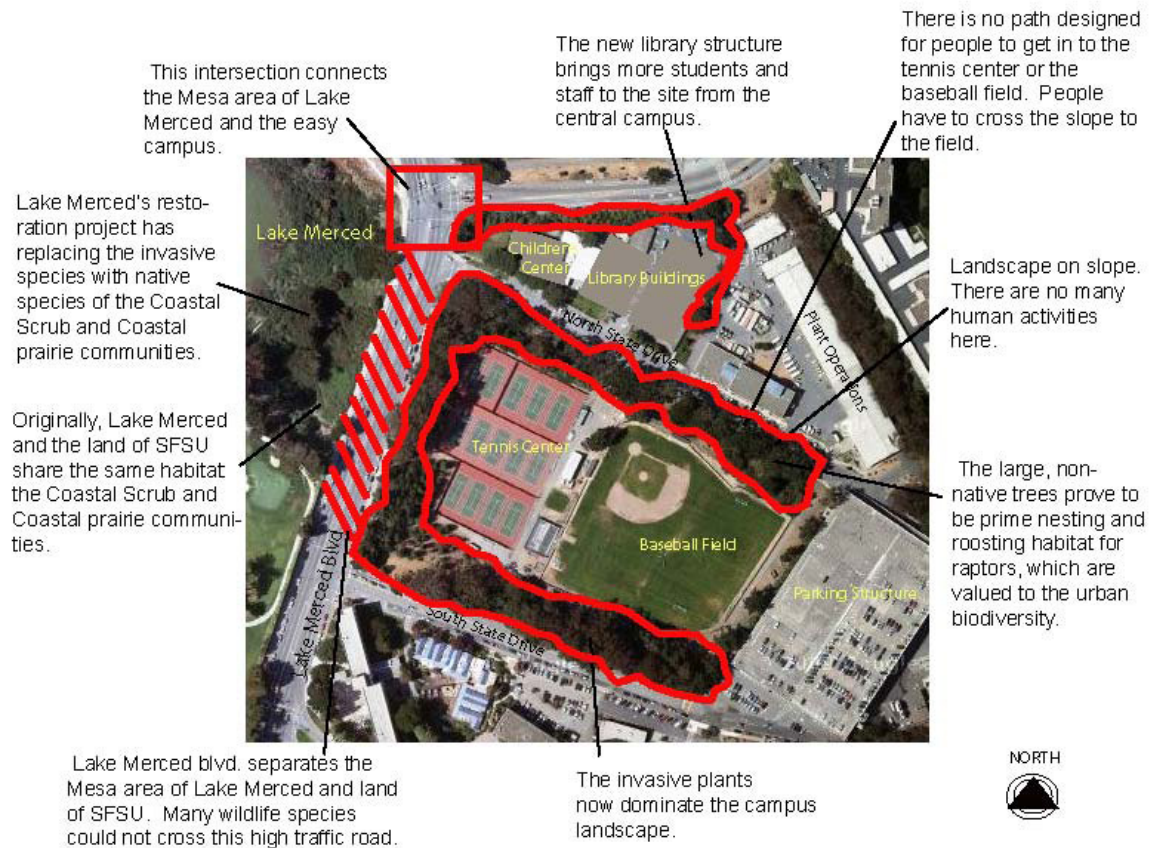 There is no path designed
for people to get in to the
tennis center or the
baseball field.  People
have to cross the slope to
the field.
The new library structure
brings more students and
staff to the site from the
central campus.
This intersection connects
the Mesa area of Lake
Merced and the easy
campus.
Lake Merced's resto-
ration project has
replacing the invasive
species with native
species of the Coastal
Scrub and Coastal
prairie communities.
Originally, Lake Merced
and the land of SFSU
share the same habitat
the Coastal Scrub and
Coastal prairie communi-
ties.
Lake Merced
Children
Center
Library Buildings
North State Drive
Plant Operations
Tennis Center
Baseball Field
Parking Structure
South State Drive
Lake Merced Blvd
Landscape on slope.
There are no many
human activities
here.
The large, non-
native trees prove to
be prime nesting and
roosting habitat for
raptors, which are
valued to the urban
biodiversity.
Lake Merced blvd. separates the
Mesa area of Lake Merced and land
of SFSU.  Many wildlife species
could not cross this high traffic road.
The invasive plants
now dominate the campus
landscape.
NORTH